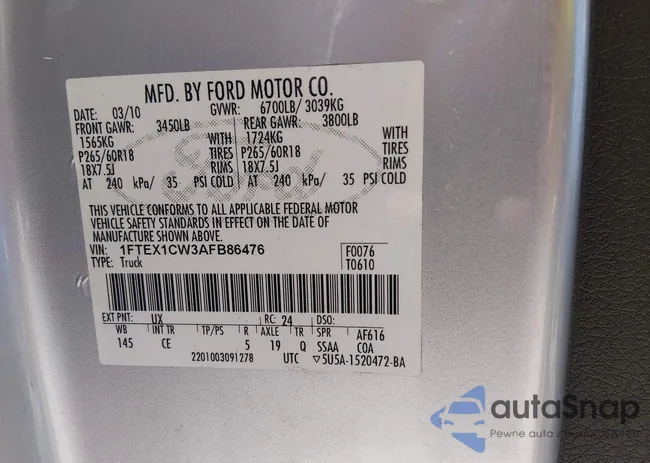 MFD. BY FORD MOTOR CO.
DATE: 03/10 GVWR: 6700LB/ 3039KG
FRONT GAWR: 3450LB REAR GAWR: 3800LB
1565KG WITH 1724KG WITH
P265/60R18 TIRES P265/60R18 TIRES
18X7.5J RIMS 18X7.5J RIMS
AT 240 kPa/ 35 PSI COLD AT 240 kPa/ 35 PSI COLD
Ford
THIS VEHICLE CONFORMS TO ALL APPLICABLE FEDERAL MOTOR
VEHICLE SAFETY STANDARDS IN EFFECT ON THE DATE OF
MANUFACTURE SHOWN ABOVE.
VIN: 1FTEX1CW3AFB86476 F0076
TYPE: Truck T0610
EXT PNT: UX RC: 24 DSO:
WB INT TR TP/PS R AXLE TR SPR AF616
145 CE 5 19 Q SSAA COA
2201003091278 UTC ▽5U5A-1520472-BA
autaSnap
Pewne auto z